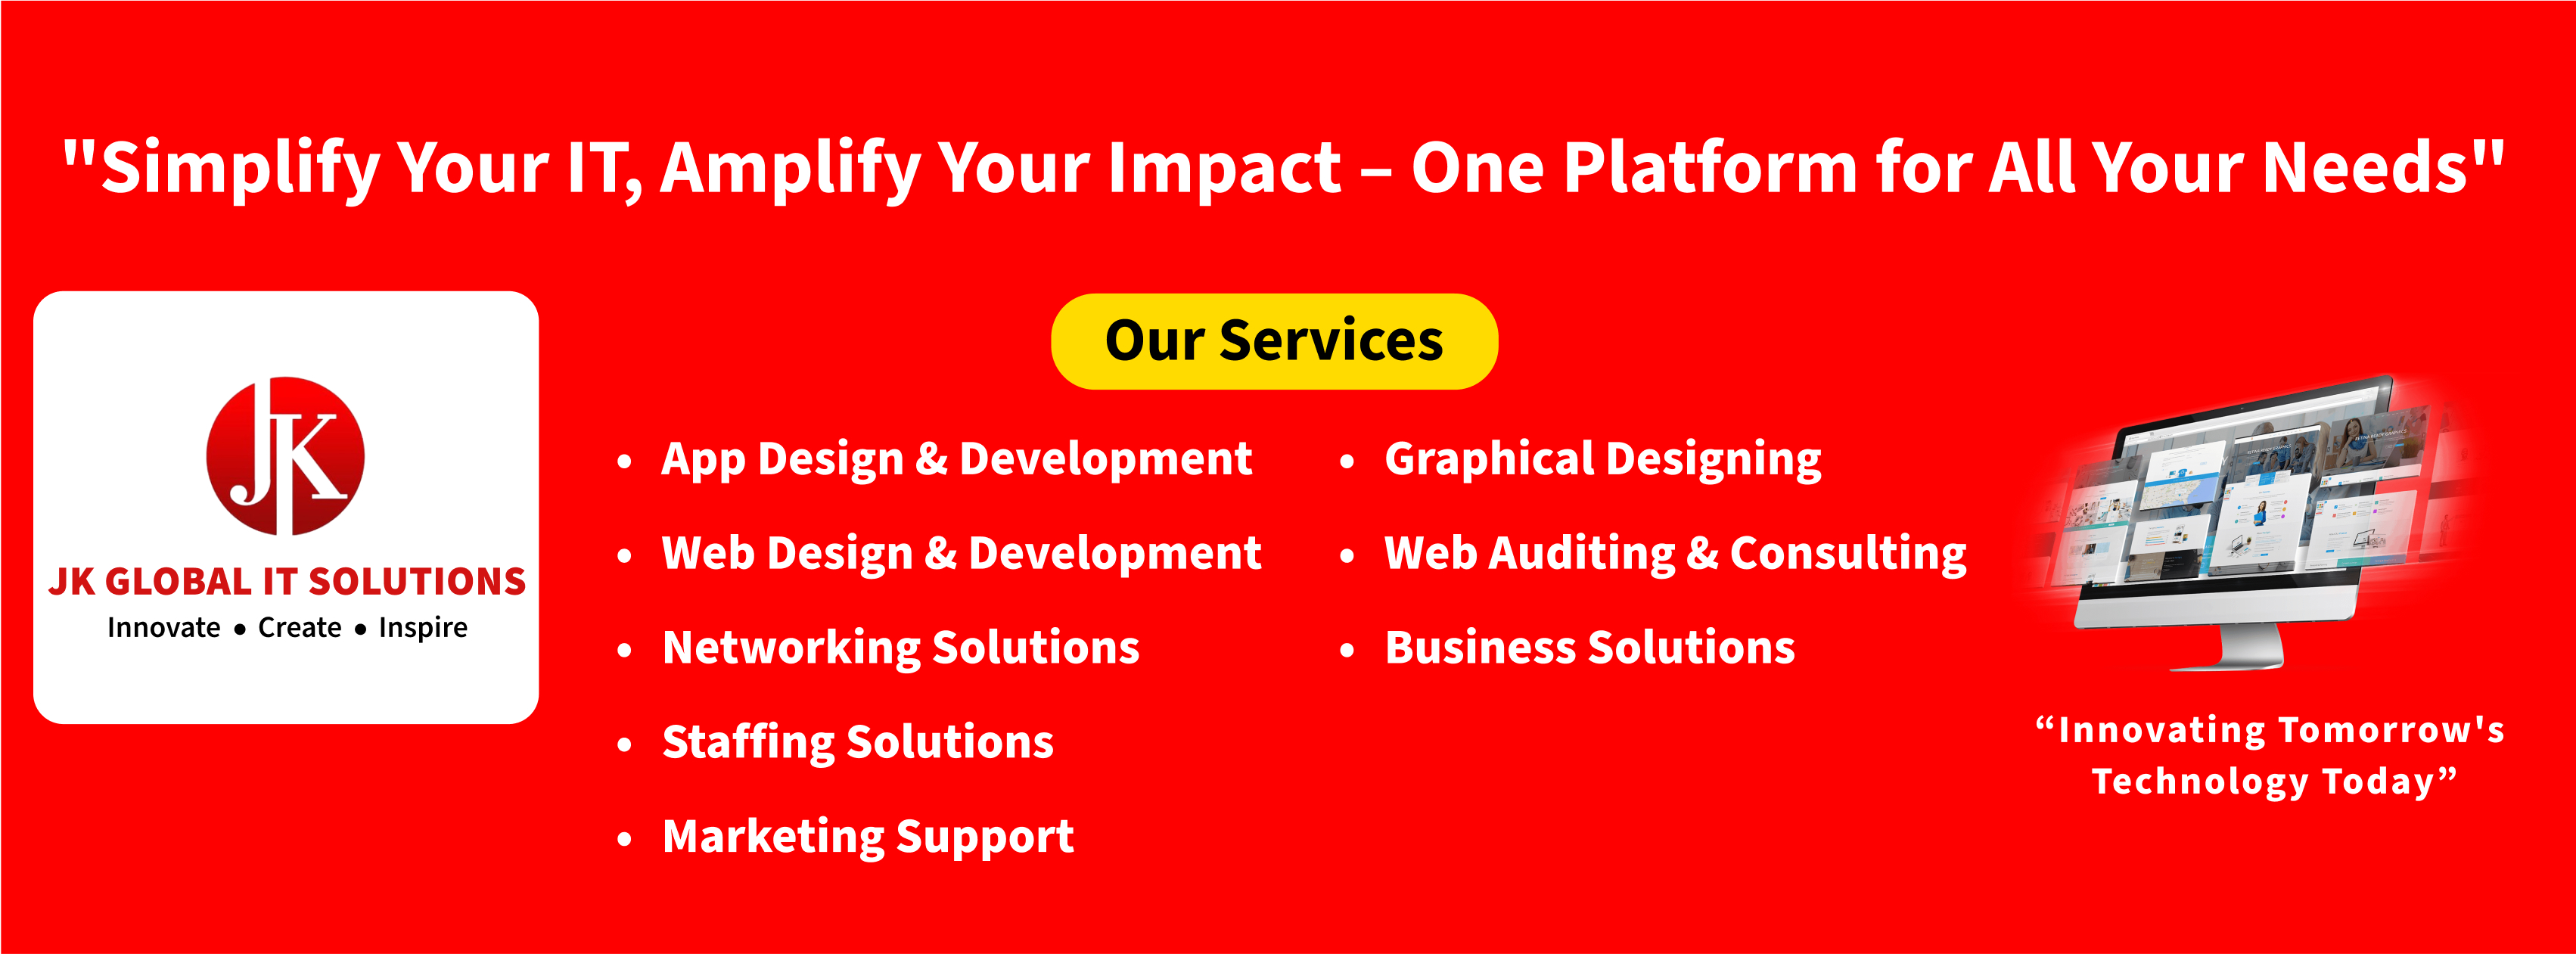 "Simplify Your IT, Amplify Your Impact – One Platform for All Your Needs"
JK
JK GLOBAL IT SOLUTIONS
Innovate ● Create ● Inspire
Our Services
• App Design & Development
• Web Design & Development
• Networking Solutions
• Staffing Solutions
• Marketing Support
• Graphical Designing
• Web Auditing & Consulting
• Business Solutions
“Innovating Tomorrow's
Technology Today”